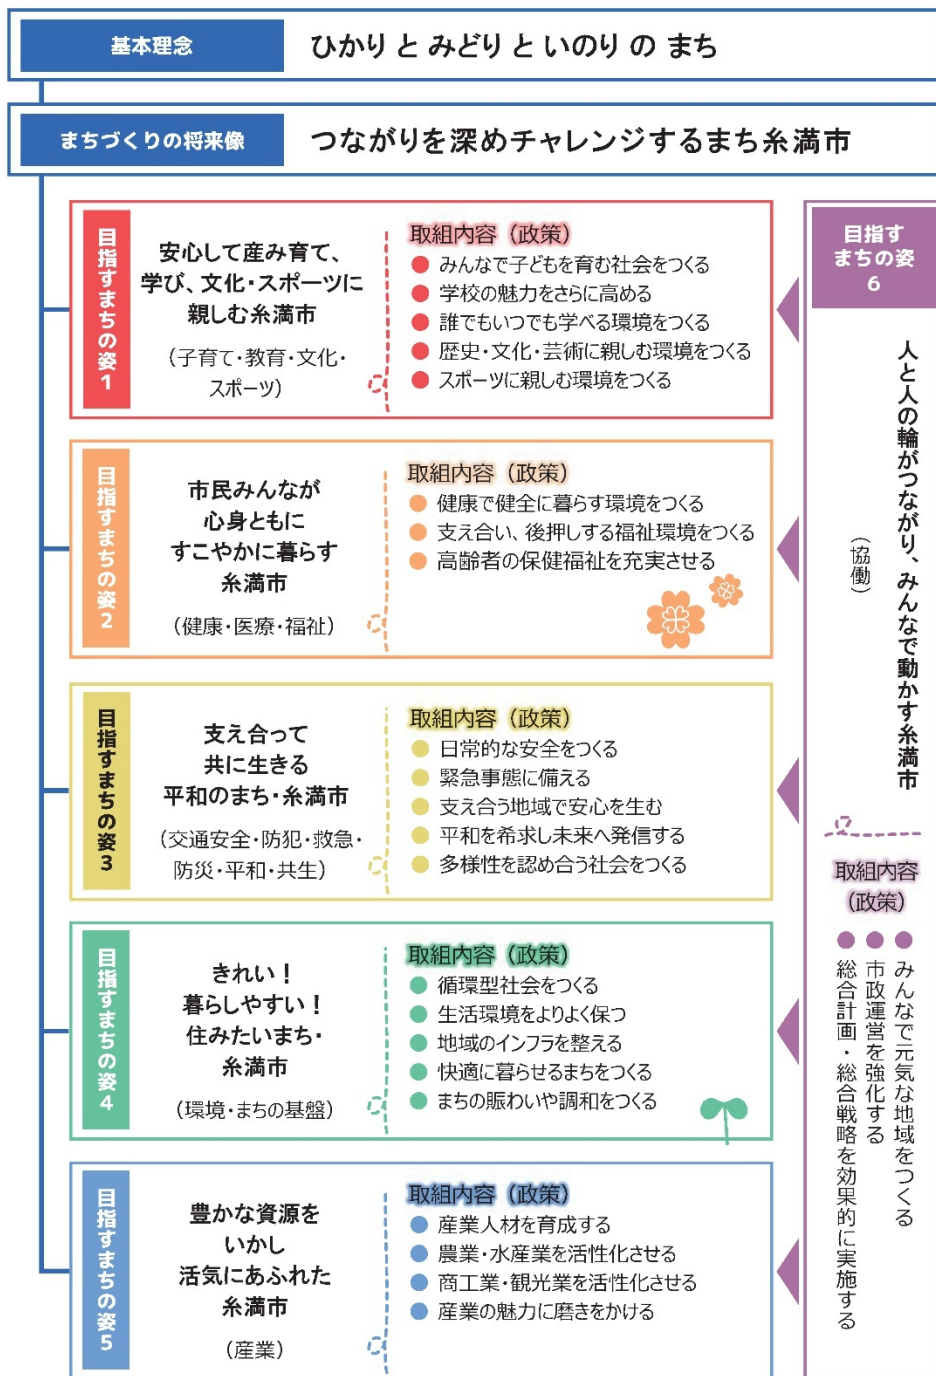 基本理念
ひかり と みどり と いのり の まち
まちづくりの将来像
つながりを深めチャレンジするまち糸満市
目指すまちの姿1
安心して産み育て、
学び、文化・スポーツに
親しむ糸満市
（子育て・教育・文化・
スポーツ）
取組内容（政策）
● みんなで子どもを育む社会をつくる
● 学校の魅力をさらに高める
● 誰でもいつでも学べる環境をつくる
● 歴史・文化・芸術に親しむ環境をつくる
● スポーツに親しむ環境をつくる
目指すまちの姿2
市民みんなが
心身ともに
すこやかに暮らす
糸満市
（健康・医療・福祉）
取組内容（政策）
● 健康で健全に暮らす環境をつくる
● 支え合い、後押しする福祉環境をつくる
● 高齢者の保健福祉を充実させる
目指すまちの姿3
支え合って
共に生きる
平和のまち・糸満市
（交通安全・防犯・救急・
防災・平和・共生）
取組内容（政策）
● 日常的な安全をつくる
● 緊急事態に備える
● 支え合う地域で安心を生む
● 平和を希求し未来へ発信する
● 多様性を認め合う社会をつくる
目指すまちの姿4
きれい！
暮らしやすい！
住みたいまち・
糸満市
（環境・まちの基盤）
取組内容（政策）
● 循環型社会をつくる
● 生活環境をよりよく保つ
● 地域のインフラを整える
● 快適に暮らせるまちをつくる
● まちの賑わいや調和をつくる
目指すまちの姿5
豊かな資源を
いかし
活気にあふれた
糸満市
（産業）
取組内容（政策）
● 産業人材を育成する
● 農業・水産業を活性化させる
● 商工業・観光業を活性化させる
● 産業の魅力に磨きをかける
目指す
まちの姿
6
人と人の輪がつながり、みんなで動かす糸満市
（協働）
取組内容
（政策）
● みんなで元気な地域をつくる
● 市政運営を強化する
● 総合計画・総合戦略を効果的に実施する